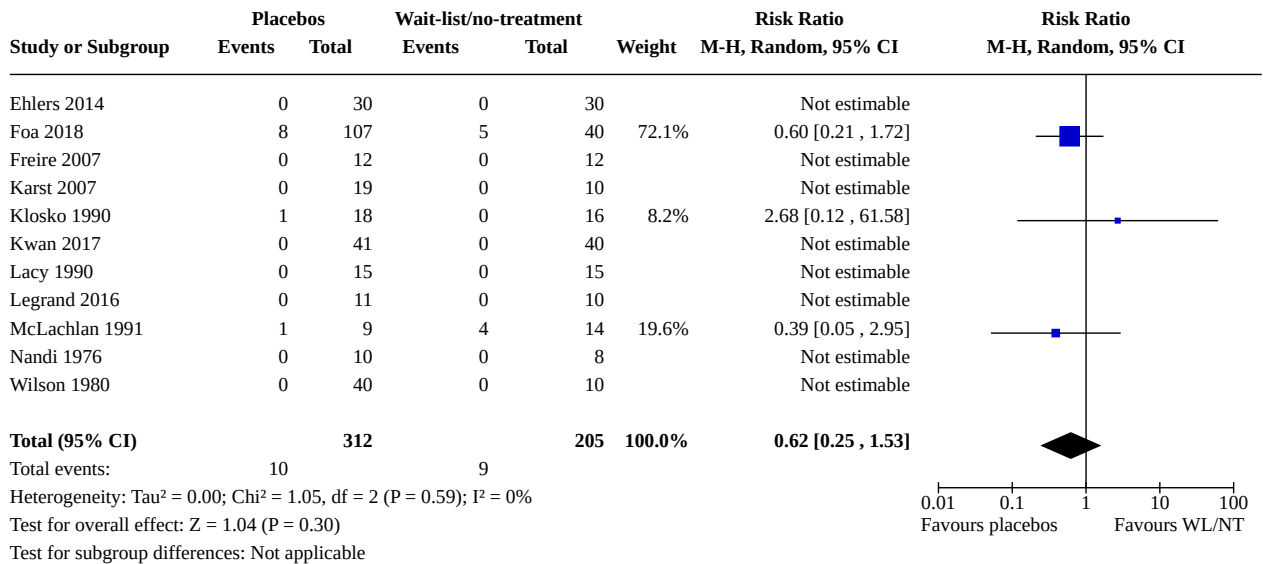 Placebos Wait-list/no-treatment Risk Ratio Risk Ratio
Study or Subgroup Events Total Events Total Weight M-H, Random, 95% CI M-H, Random, 95% CI
Ehlers 2014 0 30 0 30 Not estimable
Foa 2018 8 107 5 40 72.1% 0.60 [0.21 , 1.72]
Freire 2007 0 12 0 12 Not estimable
Karst 2007 0 19 0 10 Not estimable
Klosko 1990 1 18 0 16 8.2% 2.68 [0.12 , 61.58]
Kwan 2017 0 41 0 40 Not estimable
Lacy 1990 0 15 0 15 Not estimable
Legrand 2016 0 11 0 10 Not estimable
McLachlan 1991 1 9 4 14 19.6% 0.39 [0.05 , 2.95]
Nandi 1976 0 10 0 8 Not estimable
Wilson 1980 0 40 0 10 Not estimable
Total (95% CI) 312 205 100.0% 0.62 [0.25 , 1.53]
Total events: 10 9
Heterogeneity: Tau² = 0.00; Chi² = 1.05, df = 2 (P = 0.59); I² = 0%
0.01 0.1 1 10 100
Test for overall effect: Z = 1.04 (P = 0.30)
Favours placebos Favours WL/NT
Test for subgroup differences: Not applicable